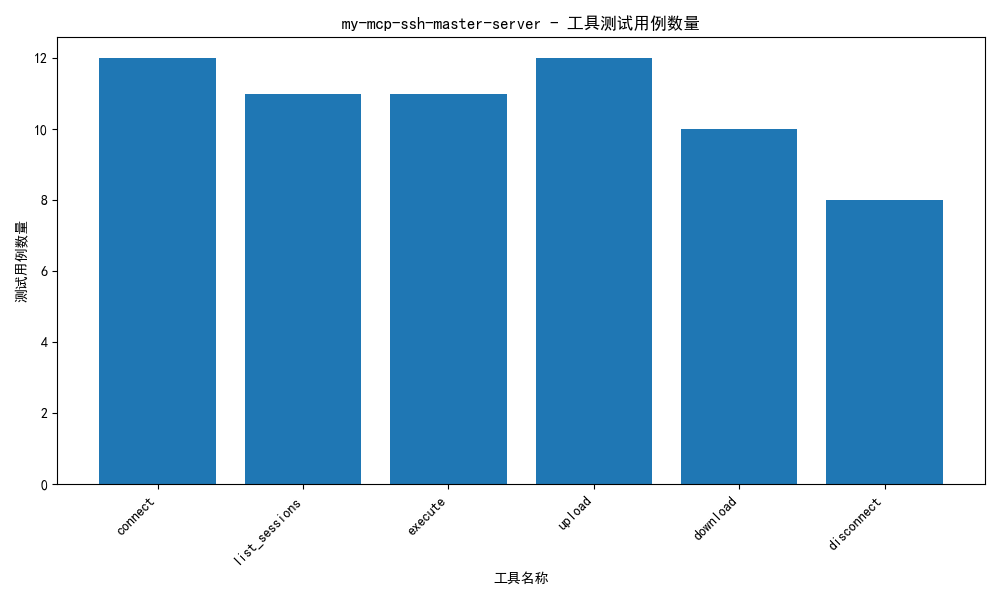 my-mcp-ssh-master-server - 工具测试用例数量
测试用例数量
12
10
8
6
4
2
0
connect
list_sessions
execute
upload
download
disconnect
工具名称